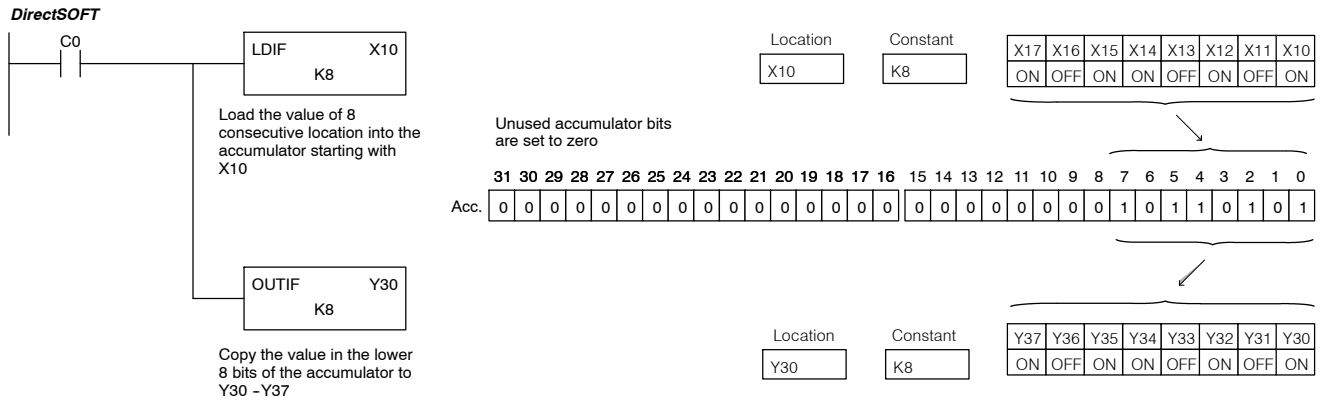 DirectSOFT
C0
LDIF X10
K8
Load the value of 8
consecutive location into the
accumulator starting with
X10
Location Constant
X10 K8
X17 X16 X15 X14 X13 X12 X11 X10
ON OFF ON ON OFF ON OFF ON
Unused accumulator bits
are set to zero
31 30 29 28 27 26 25 24 23 22 21 20 19 18 17 16 15 14 13 12 11 10 9 8 7 6 5 4 3 2 1 0
Acc. 0 0 0 0 0 0 0 0 0 0 0 0 0 0 0 0 0 0 0 0 0 0 0 0 1 0 1 1 0 1 0 1
OUTIF Y30
K8
Copy the value in the lower
8 bits of the accumulator to
Y30 -Y37
Location Constant
Y30 K8
Y37 Y36 Y35 Y34 Y33 Y32 Y31 Y30
ON OFF ON ON OFF ON OFF ON